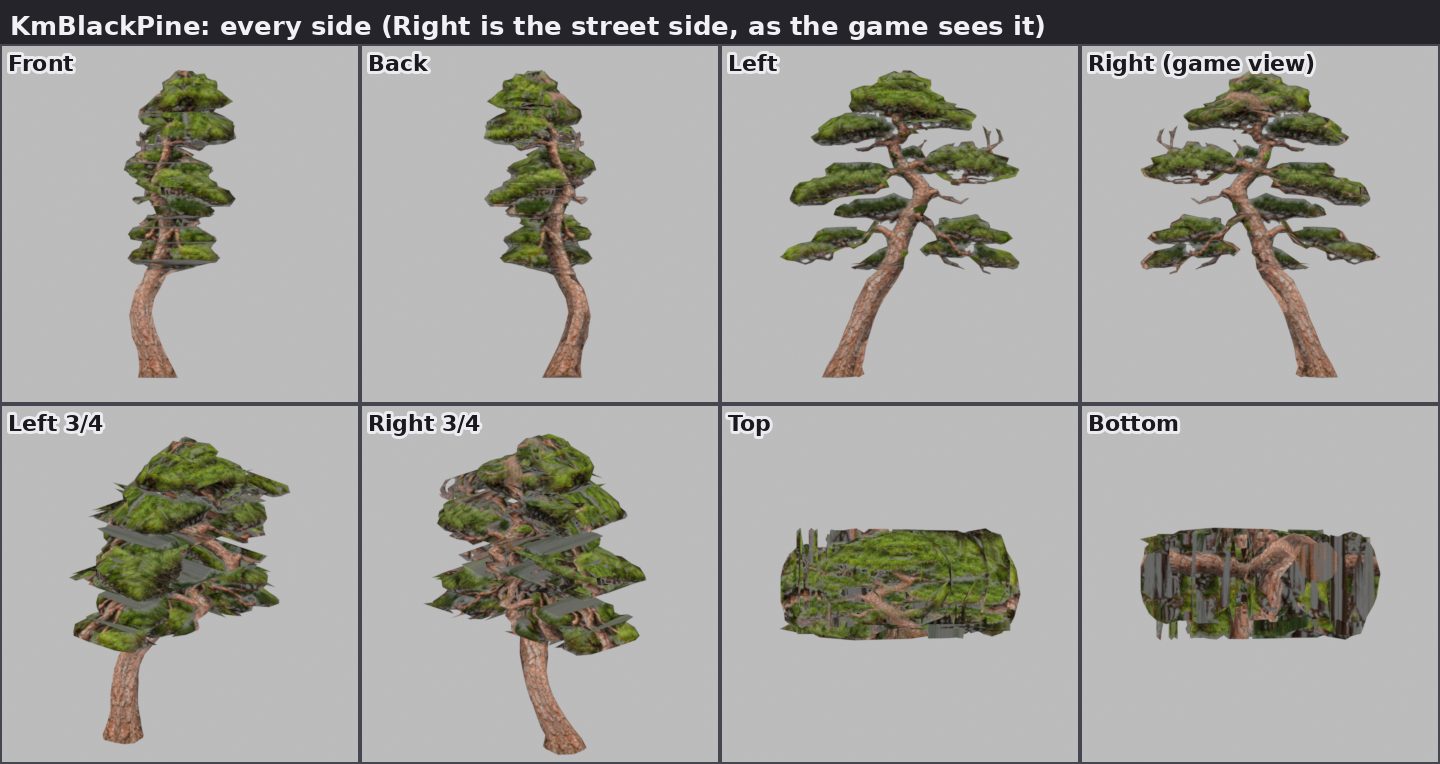 KmBlackPine: every side (Right is the street side, as the game sees it)
Front
Back
Left
Right (game view)
Left 3/4
Right 3/4
Top
Bottom